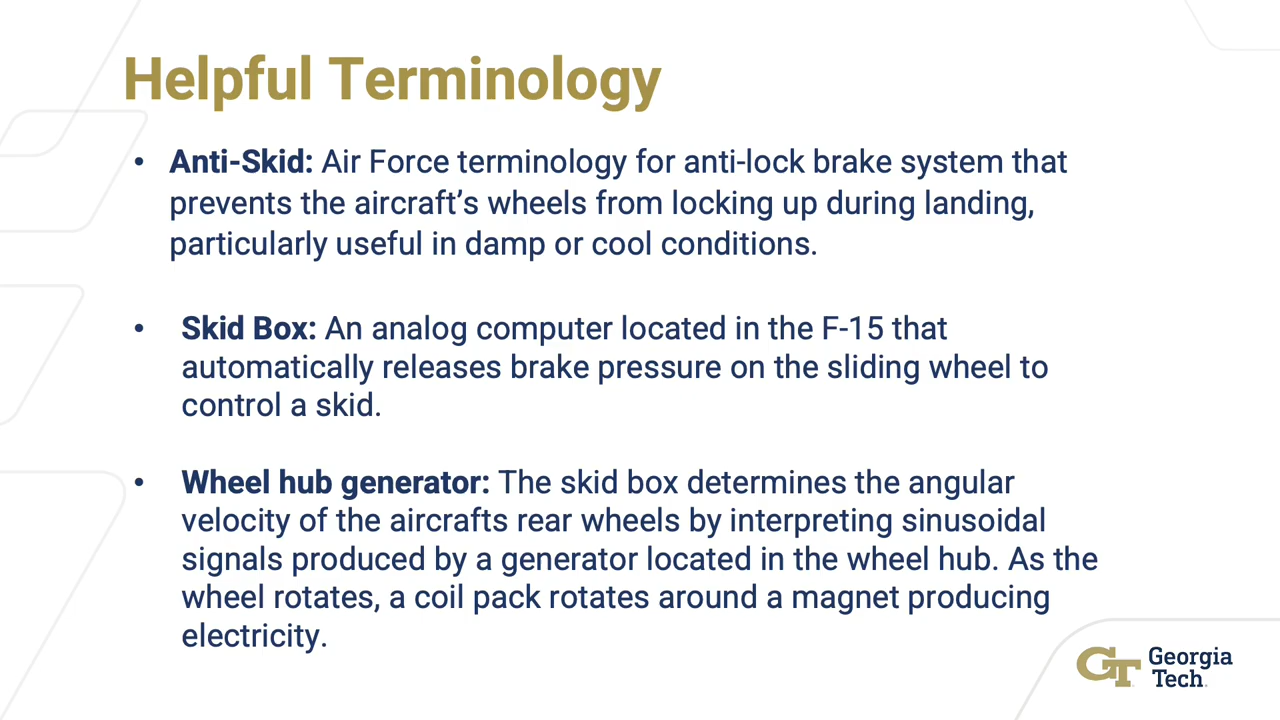 Helpful Terminology
• Anti-Skid: Air Force terminology for anti-lock brake system that
prevents the aircraft’s wheels from locking up during landing,
particularly useful in damp or cool conditions.
• Skid Box: An analog computer located in the F-15 that
automatically releases brake pressure on the sliding wheel to
control a skid.
• Wheel hub generator: The skid box determines the angular
velocity of the aircrafts rear wheels by interpreting sinusoidal
signals produced by a generator located in the wheel hub. As the
wheel rotates, a coil pack rotates around a magnet producing
electricity.
GT Georgia
Tech